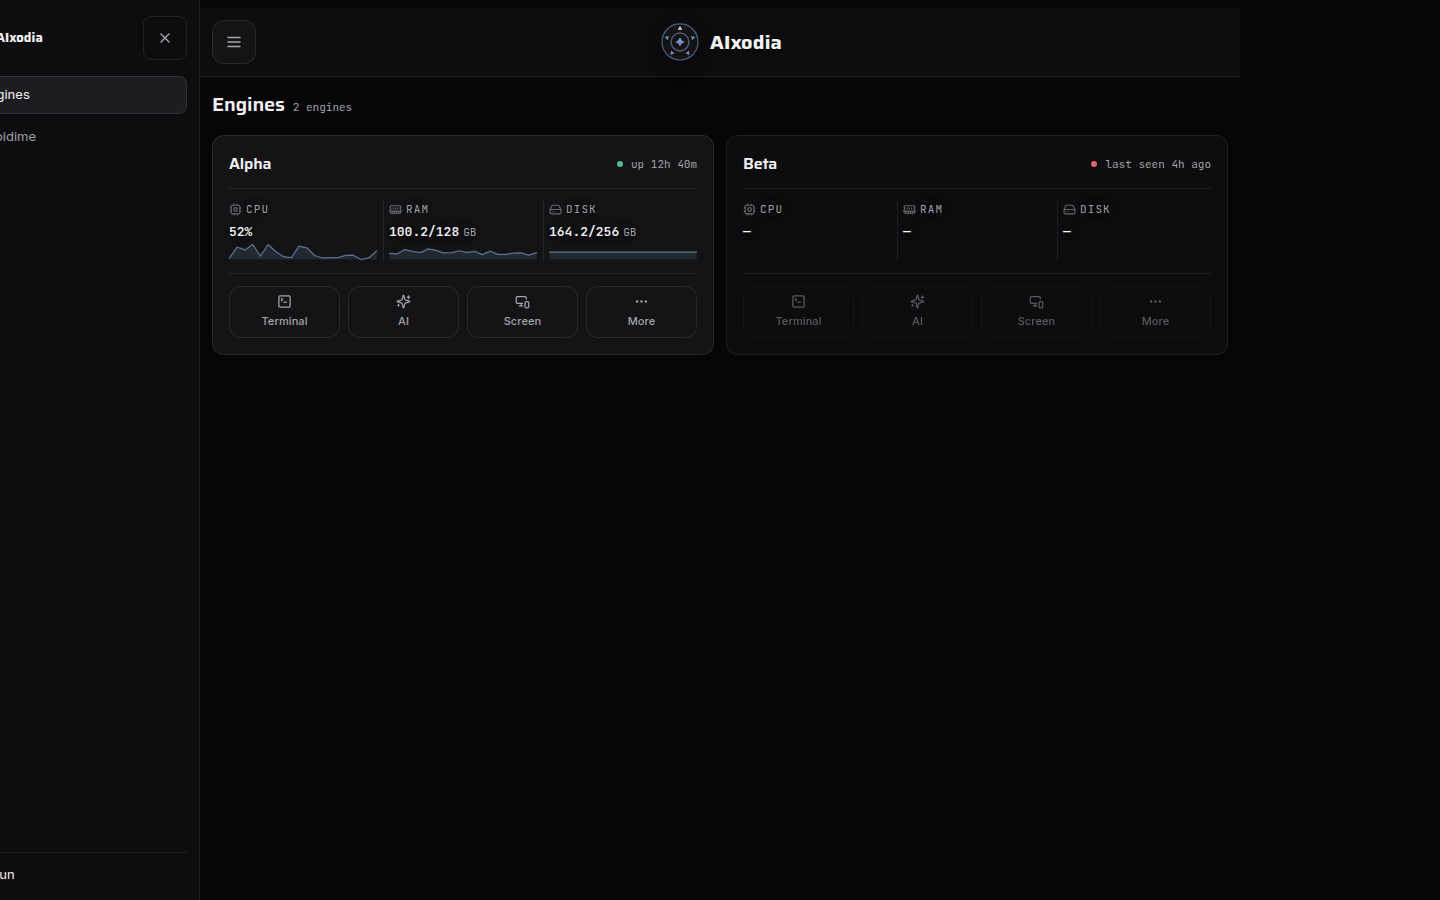 AIxodia
gines
oidime
un
AIxodia
Engines 2 engines
Alpha
up 12h 40m
CPU
RAM
DISK
52%
100.2/128 GB
164.2/256 GB
Terminal
AI
Screen
More
Beta
last seen 4h ago
CPU
RAM
DISK
—
—
—
Terminal
AI
Screen
More